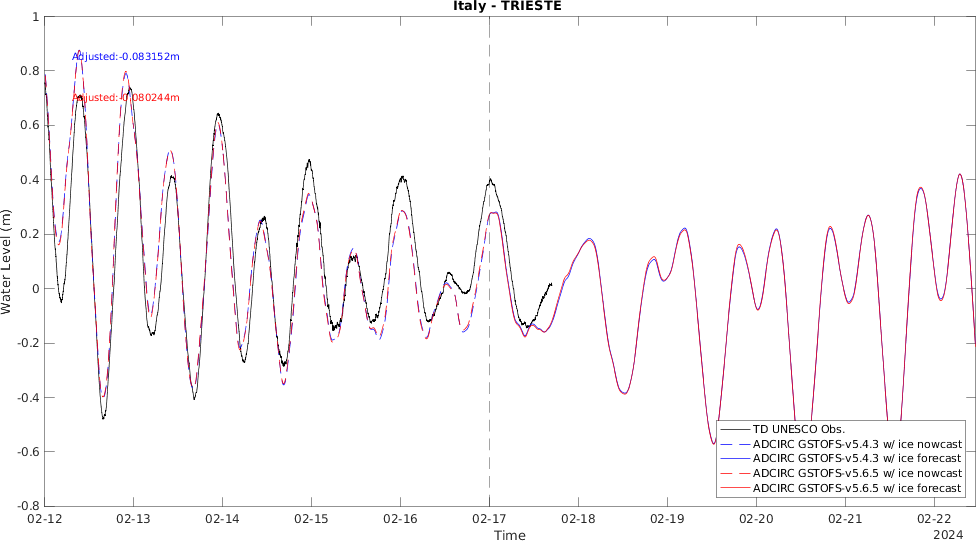 Italy - TRIESTE
Adjusted:-0.083152m
Adjusted:-0.080244m
Water Level (m)
1
0.8
0.6
0.4
0.2
0
-0.2
-0.4
-0.6
-0.8
TD UNESCO Obs.
ADCIRC GSTOFS-v5.4.3 w/ ice nowcast
ADCIRC GSTOFS-v5.4.3 w/ ice forecast
ADCIRC GSTOFS-v5.6.5 w/ ice nowcast
ADCIRC GSTOFS-v5.6.5 w/ ice forecast
02-12 02-13 02-14 02-15 02-16 02-17 02-18 02-19 02-20 02-21 02-22
Time
2024